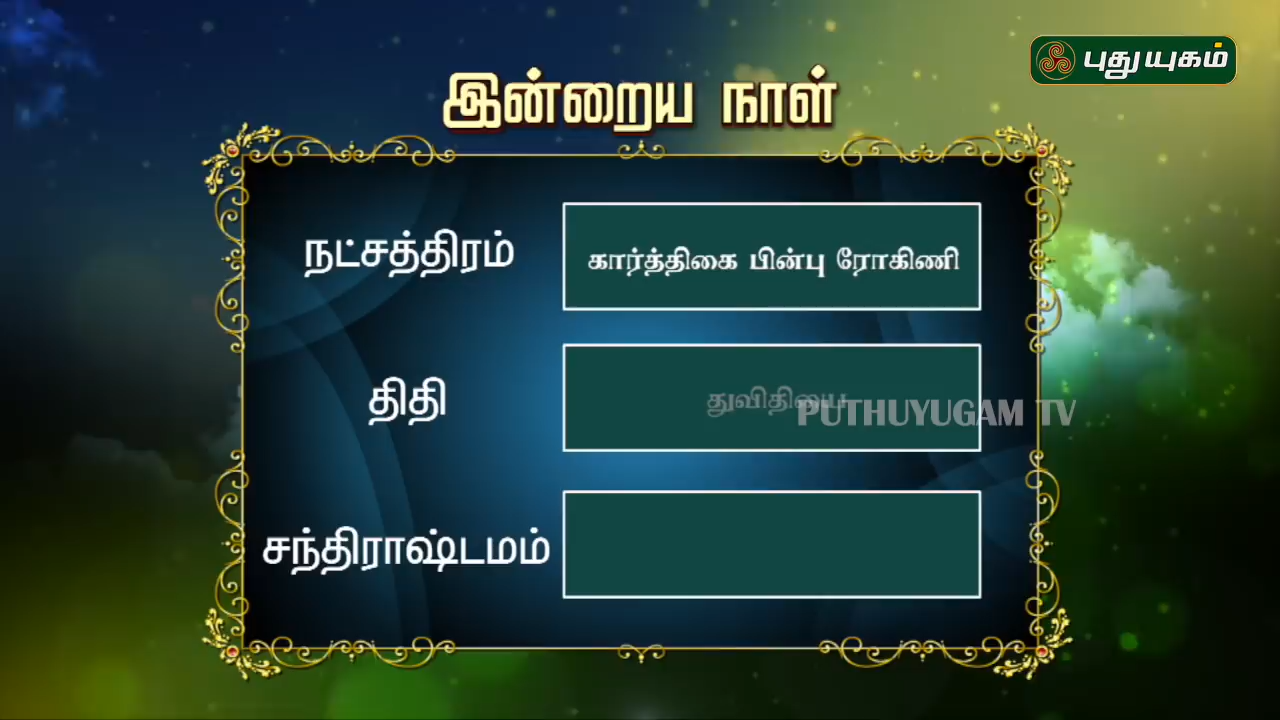 புதுயுகம்
இன்றைய நாள்
நட்சத்திரம்
கார்த்திகை பின்பு ரோகிணி
திதி
துவிதியை
PUTHUYUGAM TV
சந்திராஷ்டமம்